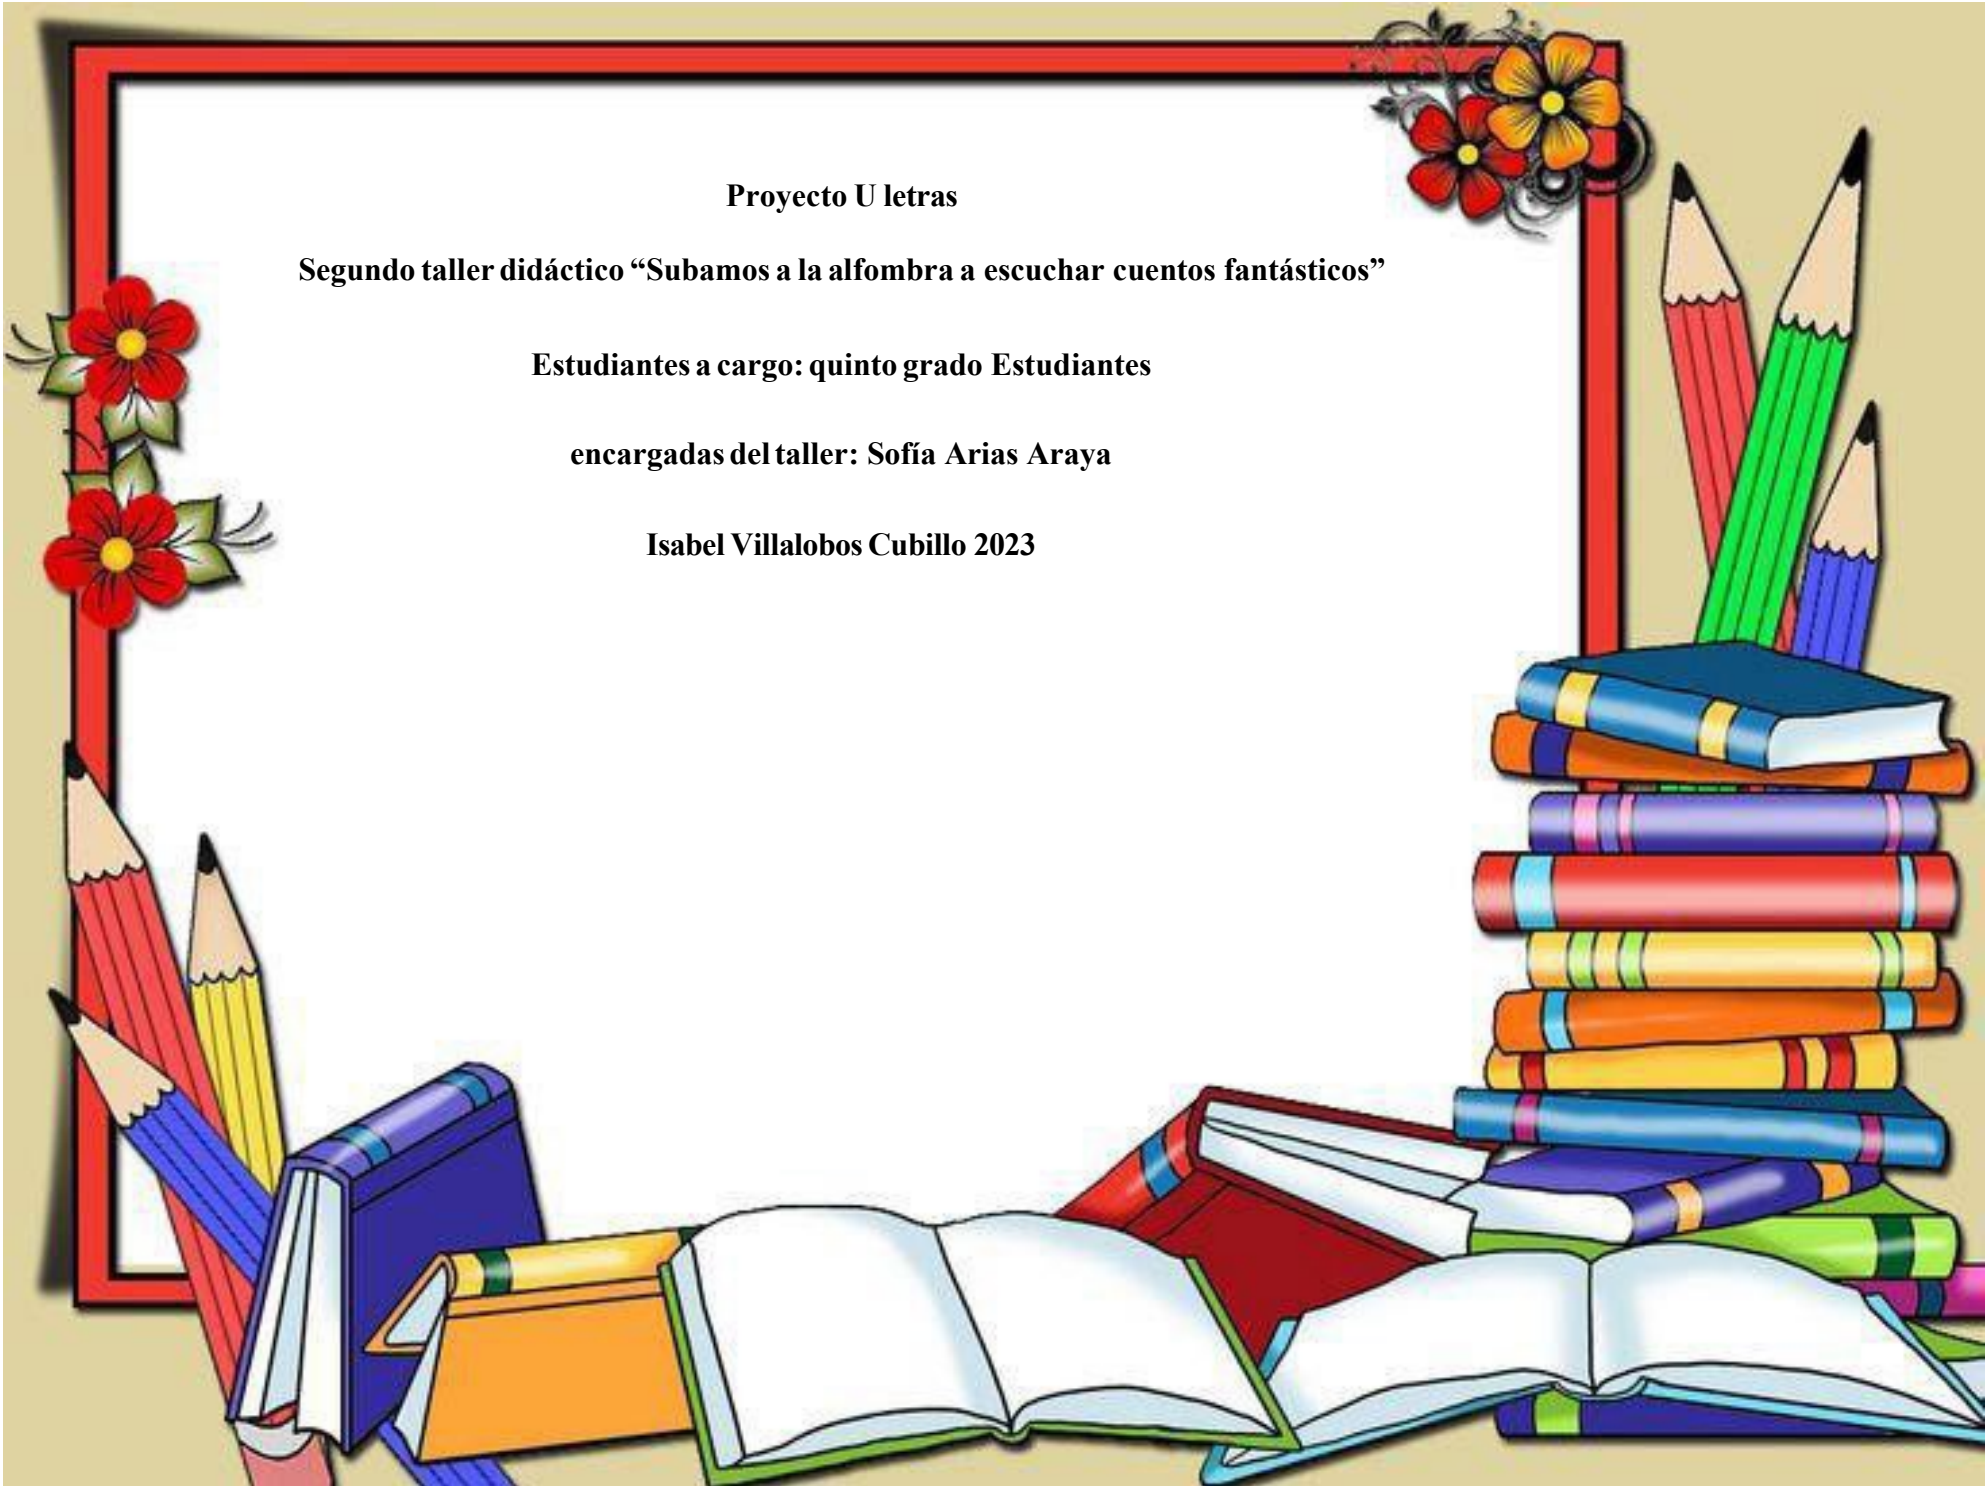 Proyecto U letras
Segundo taller didáctico “Subamos a la alfombra a escuchar cuentos fantásticos”
Estudiantes a cargo: quinto grado Estudiantes
encargadas del taller: Sofía Arias Araya
Isabel Villalobos Cubillo 2023